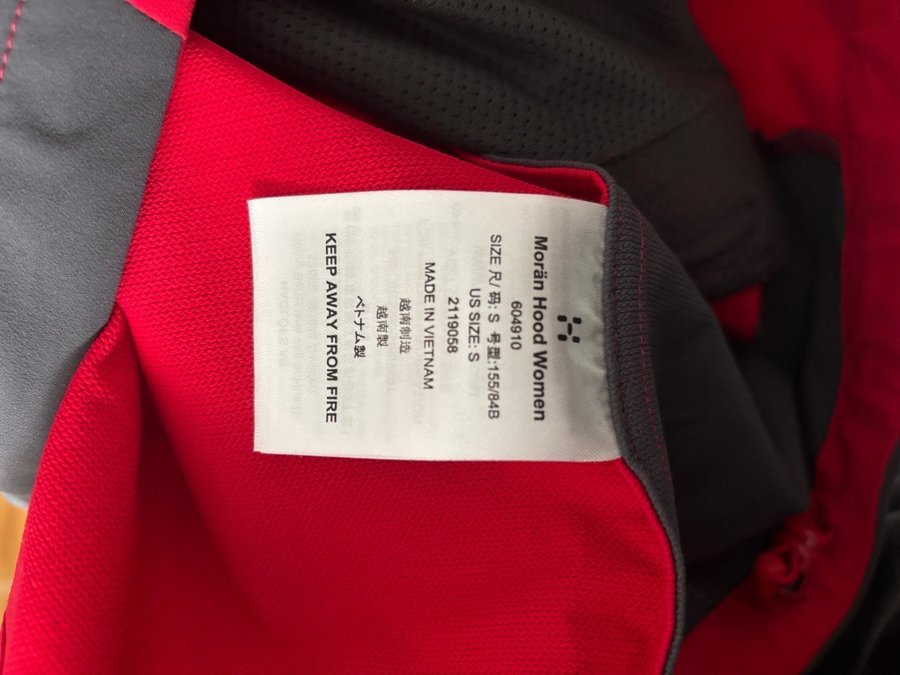 Morän Hood Women
604910
SIZE 尺/ 码: S 号型:155/84B
US SIZE: S
2119058
MADE IN VIETNAM
越南制造
越南製
ベトナム製
KEEP AWAY FROM FIRE